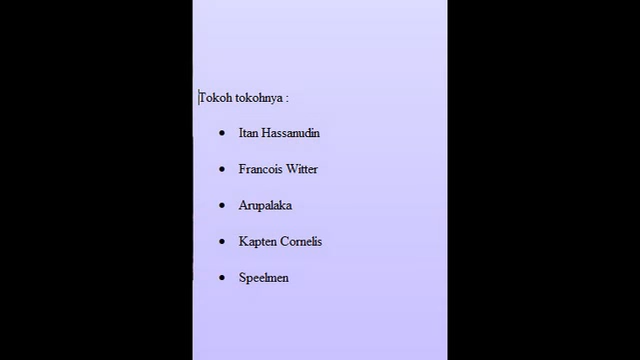 Tokoh tokohnya :
• Itan Hassanudin
• Francois Witter
• Arupalaka
• Kapten Cornelis
• Speelmen